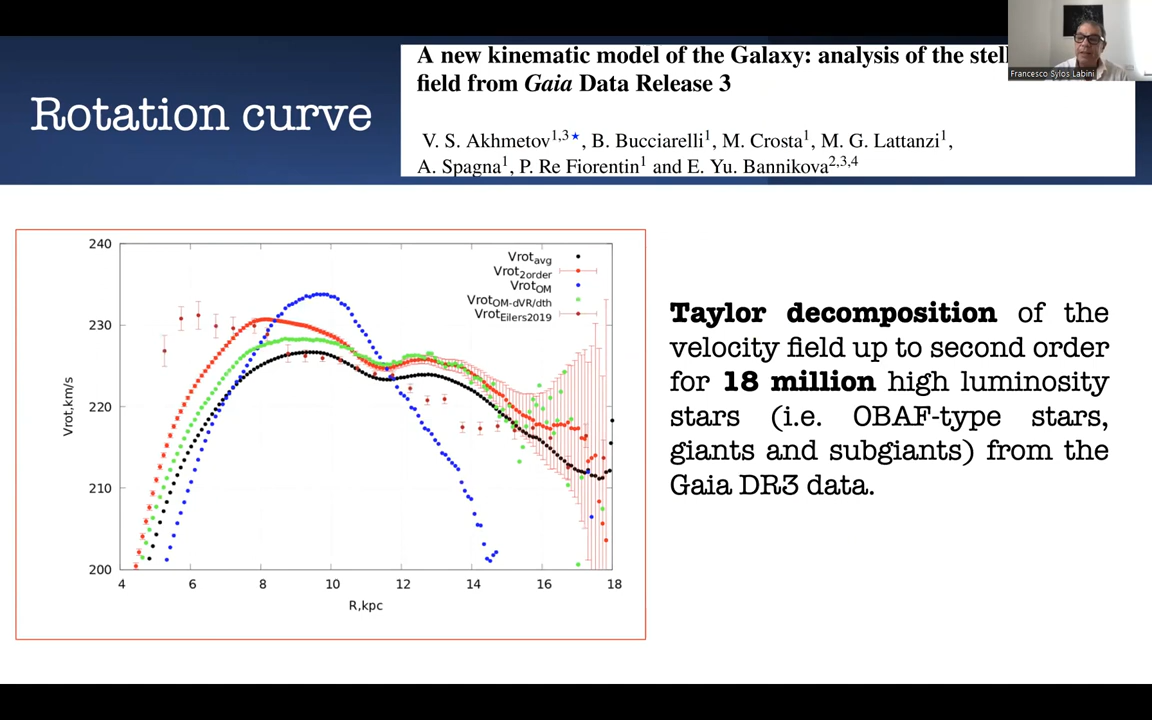 A new kinematic model of the Galaxy: analysis of the stell
field from Gaia Data Release 3
Francesco Sylos Labini
Rotation curve
V. S. Akhmetov1,3★, B. Bucciarelli1, M. Crosta1, M. G. Lattanzi1,
A. Spagna1, P. Re Fiorentin1 and E. Yu. Bannikova2,3,4
240
230
220
210
200
Vrot,km/s
4 6 8 10 12 14 16 18
R,kpc
Vrotavg
Vrot2order
VrotOM
VrotOM-dVR/dth
VrotEilers2019
Taylor decomposition of the
velocity field up to second order
for 18 million high luminosity
stars (i.e. OBAF-type stars,
giants and subgiants) from the
Gaia DR3 data.